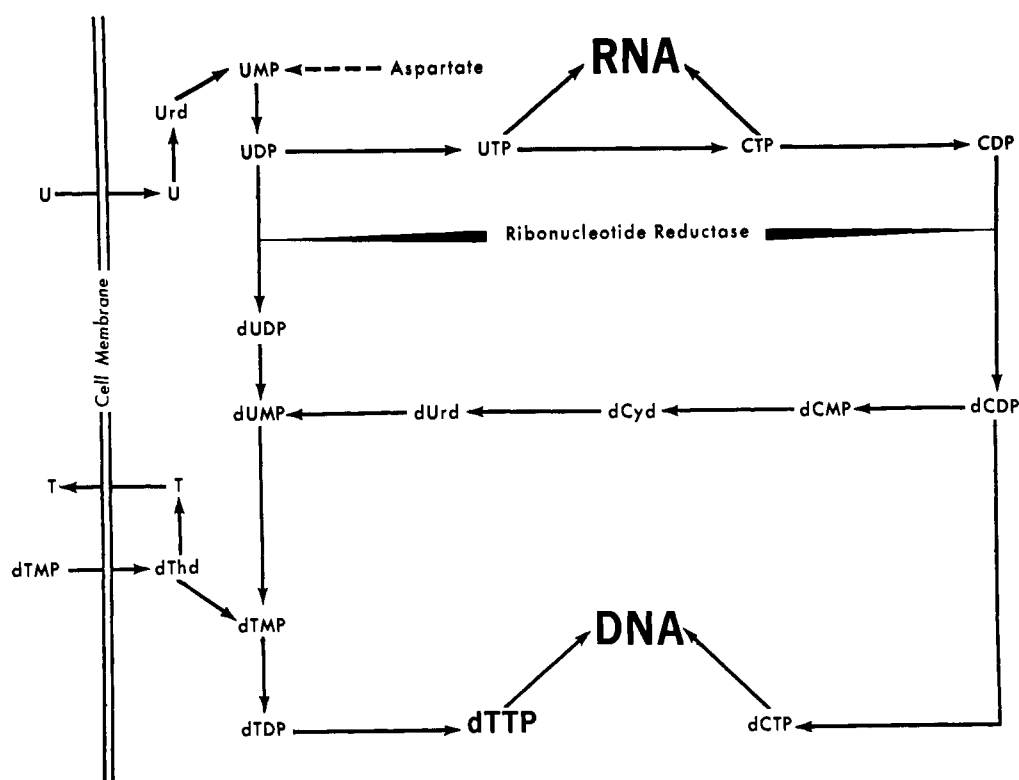 RNA
UMP
Aspartate
Urd
UDP
UTP
CTP
CDP
U
U
Ribonucleotide Reductase
Cell Membrane
dUDP
dUMP
dUrd
dCyd
dCMP
dCDP
T
T
dTMP
dThd
dTMP
DNA
dTDP
dTTP
dCTP